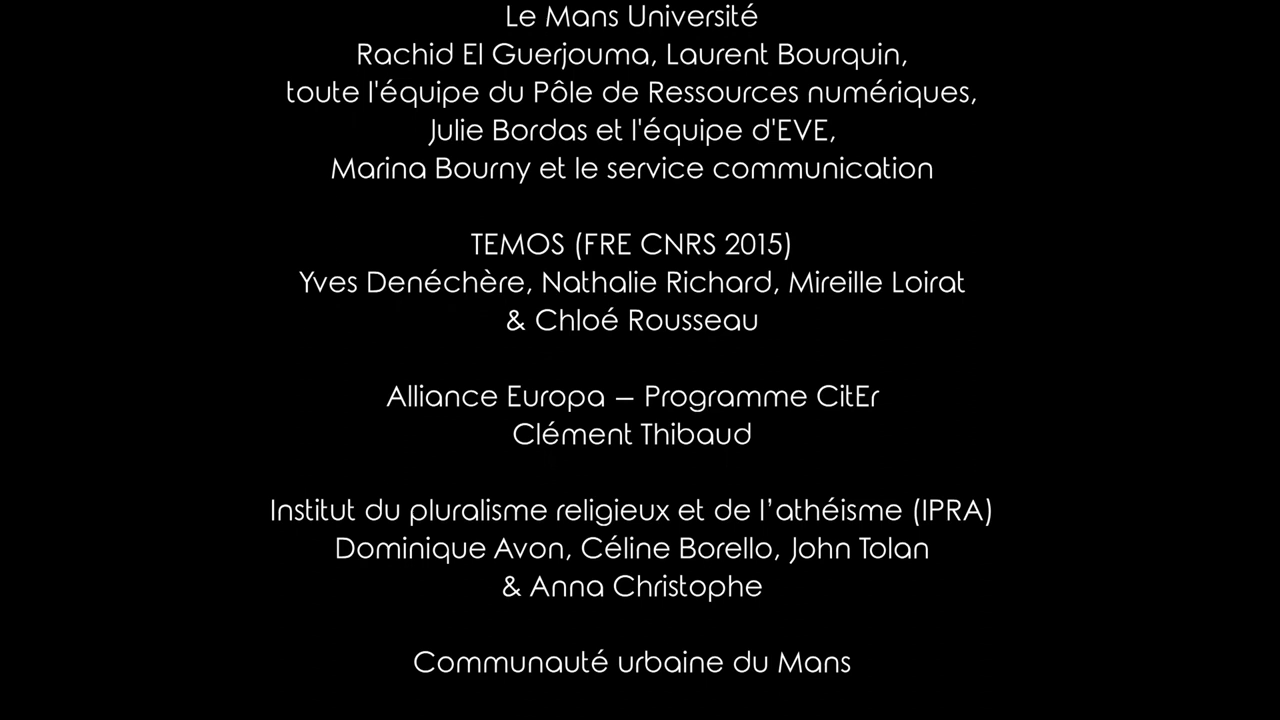 Le Mans Université
Rachid El Guerjouma, Laurent Bourquin,
toute l'équipe du Pôle de Ressources numériques,
Julie Bordas et l'équipe d'EVE,
Marina Bourny et le service communication
TEMOS (FRE CNRS 2015)
Yves Denéchère, Nathalie Richard, Mireille Loirat
& Chloé Rousseau
Alliance Europa – Programme CitEr
Clément Thibaud
Institut du pluralisme religieux et de l’athéisme (IPRA)
Dominique Avon, Céline Borello, John Tolan
& Anna Christophe
Communauté urbaine du Mans